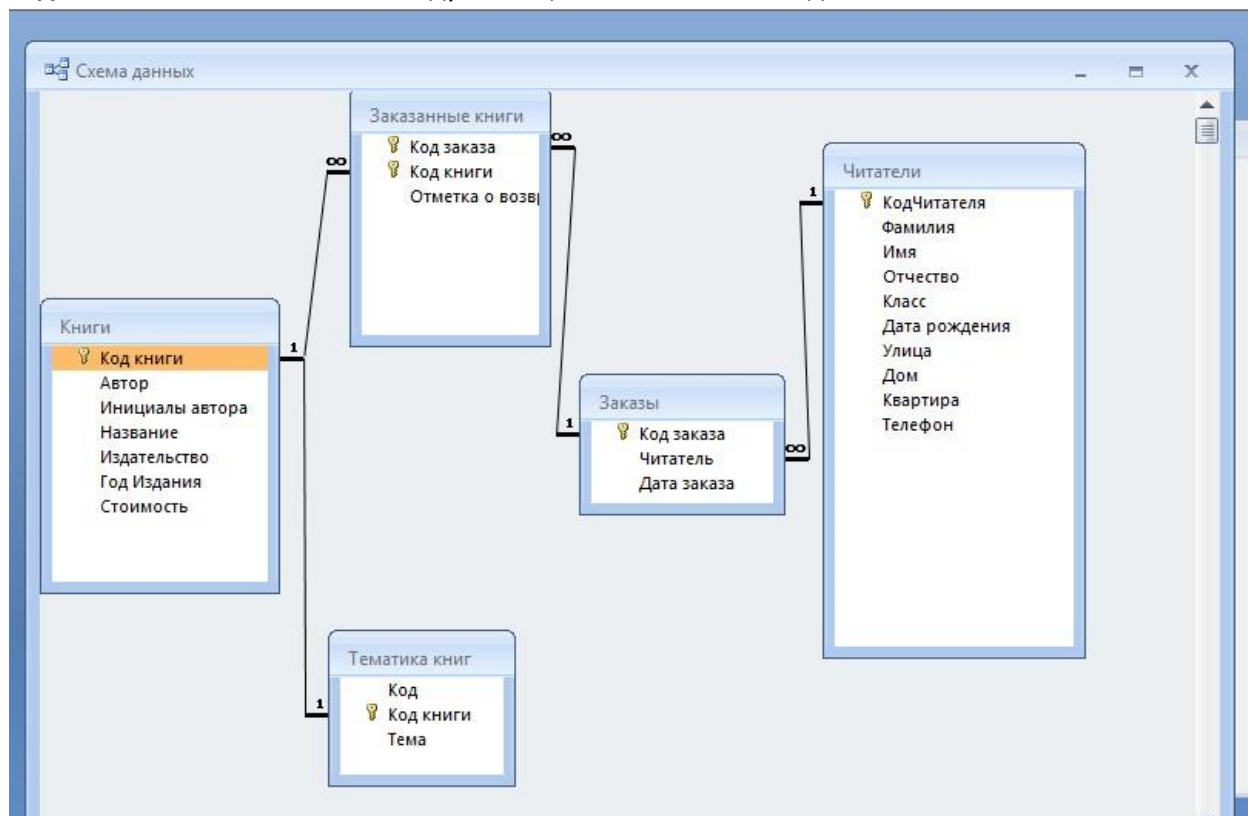 Схема данных
Заказанные книги
Код заказа
Код книги
Отметка о возв
∞
∞
Читатели
1
КодЧитателя
Фамилия
Имя
Отчество
Класс
Дата рождения
Улица
Дом
Квартира
Телефон
Книги
1
Код книги
Автор
Инициалы автора
Название
Издательство
Год Издания
Стоимость
Заказы
1
Код заказа
Читатель
Дата заказа
∞
Тематика книг
1
Код
Код книги
Тема